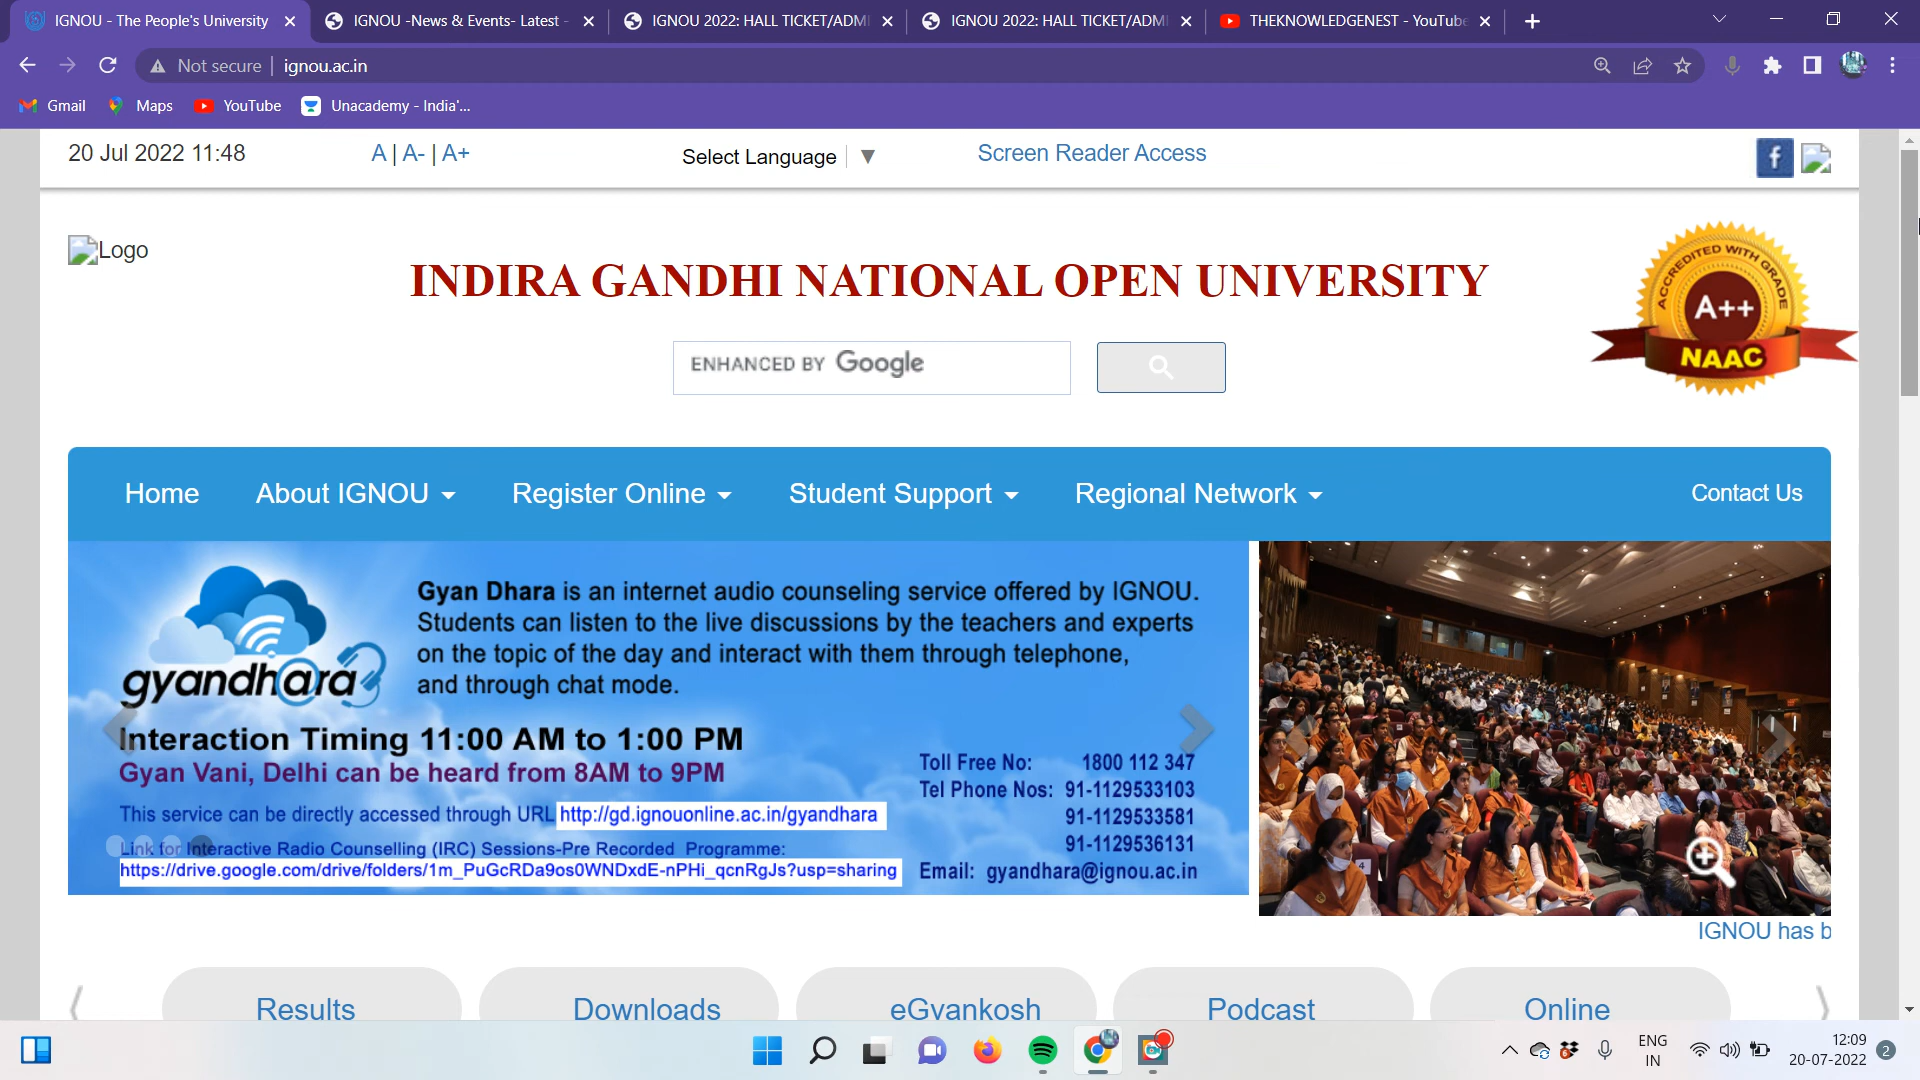 IGNOU - The People's University
IGNOU -News & Events- Latest -
IGNOU 2022: HALL TICKET/ADMI
IGNOU 2022: HALL TICKET/ADMI
THEKNOWLEDGENEST - YouTube
Not secure
ignou.ac.in
Gmail
Maps
YouTube
Unacademy - India'...
20 Jul 2022 11:48
A | A- | A+
Select Language ▼
Screen Reader Access
f
Logo
INDIRA GANDHI NATIONAL OPEN UNIVERSITY
ACCREDITED WITH GRADE
A++
NAAC
ENHANCED BY Google
Home
About IGNOU
Register Online
Student Support
Regional Network
Contact Us
gyandhara
Gyan Dhara is an internet audio counseling service offered by IGNOU.
Students can listen to the live discussions by the teachers and experts
on the topic of the day and interact with them through telephone,
and through chat mode.
Interaction Timing 11:00 AM to 1:00 PM
Gyan Vani, Delhi can be heard from 8AM to 9PM
This service can be directly accessed through URL http://gd.ignouonline.ac.in/gyandhara
Link for Interactive Radio Counselling (IRC) Sessions-Pre Recorded Programme:
https://drive.google.com/drive/folders/1m_PuGcRDa9os0WNDxdE-nPHi_qcnRgJs?usp=sharing
Toll Free No: 1800 112 347
Tel Phone Nos: 91-1129533103
91-1129533581
91-1129536131
Email: gyandhara@ignou.ac.in
4
IGNOU has b
Results
Downloads
eGyankosh
Podcast
Online
ENG
IN
12:09
20-07-2022
2